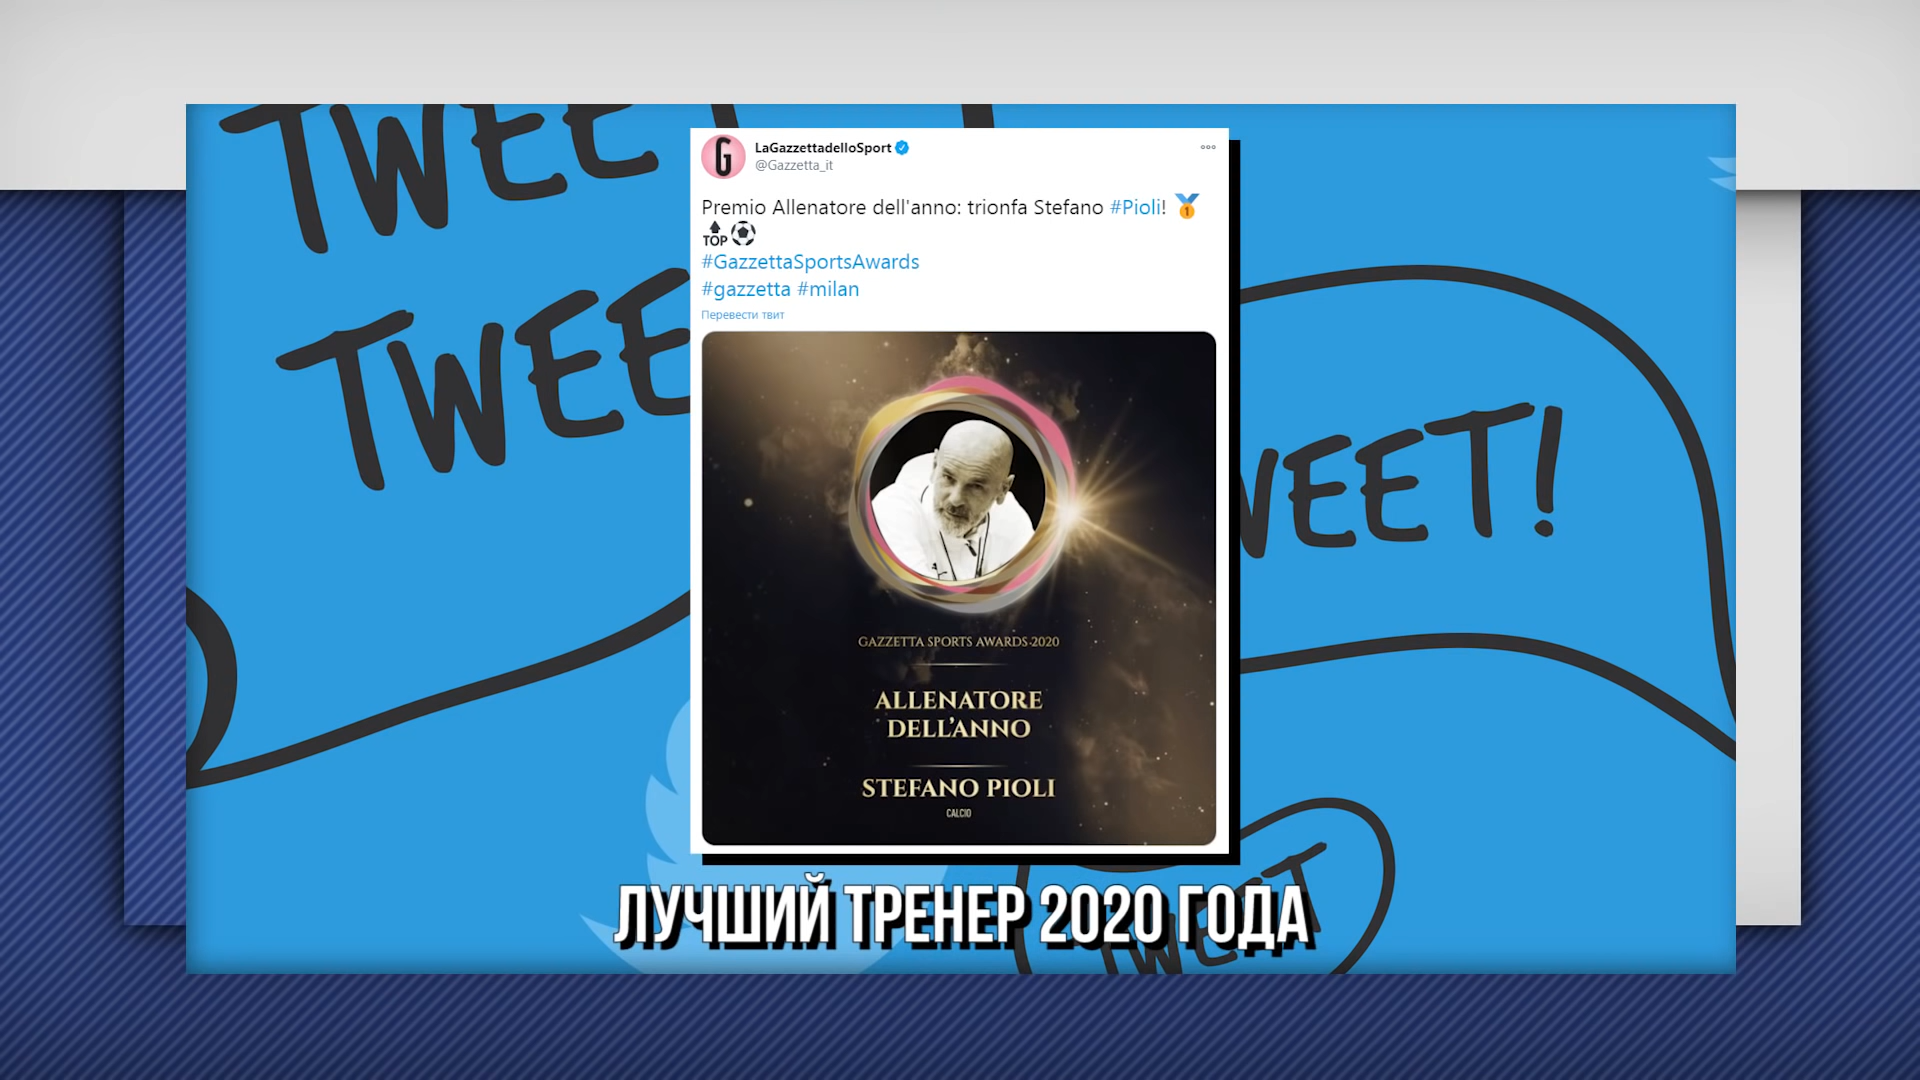 TWEET
TWEE
WEET!
TWEET
G
LaGazzettadelloSport
@Gazzetta_it
Premio Allenatore dell'anno: trionfa Stefano #Pioli! 🥇
🔝⚽
#GazzettaSportsAwards
#gazzetta #milan
Перевести твит
GAZZETTA SPORTS AWARDS 2020
ALLENATORE
DELL'ANNO
STEFANO PIOLI
CALCIO
ЛУЧШИЙ ТРЕНЕР 2020 ГОДА